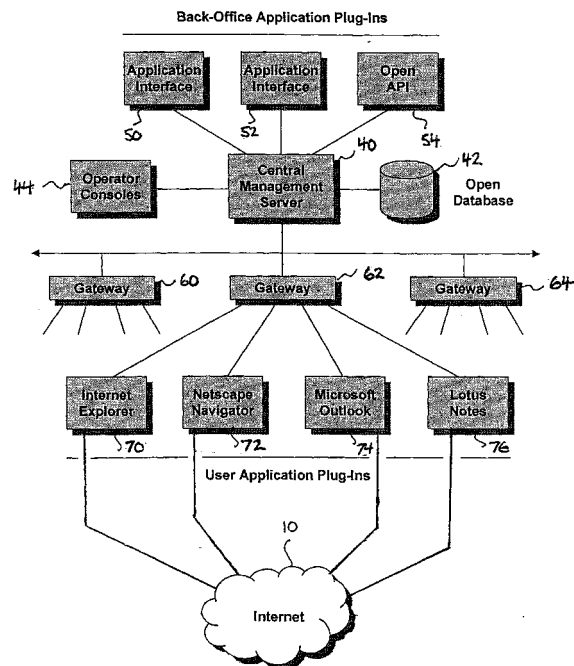 Back-Office Application Plug-Ins
Application
Interface
Application
Interface
Open
API
50
52
54
40
42
44
Operator
Consoles
Central
Management
Server
Open
Database
Gateway
60
Gateway
62
Gateway
64
Internet
Explorer
Netscape
Navigator
Microsoft
Outlook
Lotus
Notes
70
72
74
76
User Application Plug-Ins
10
Internet